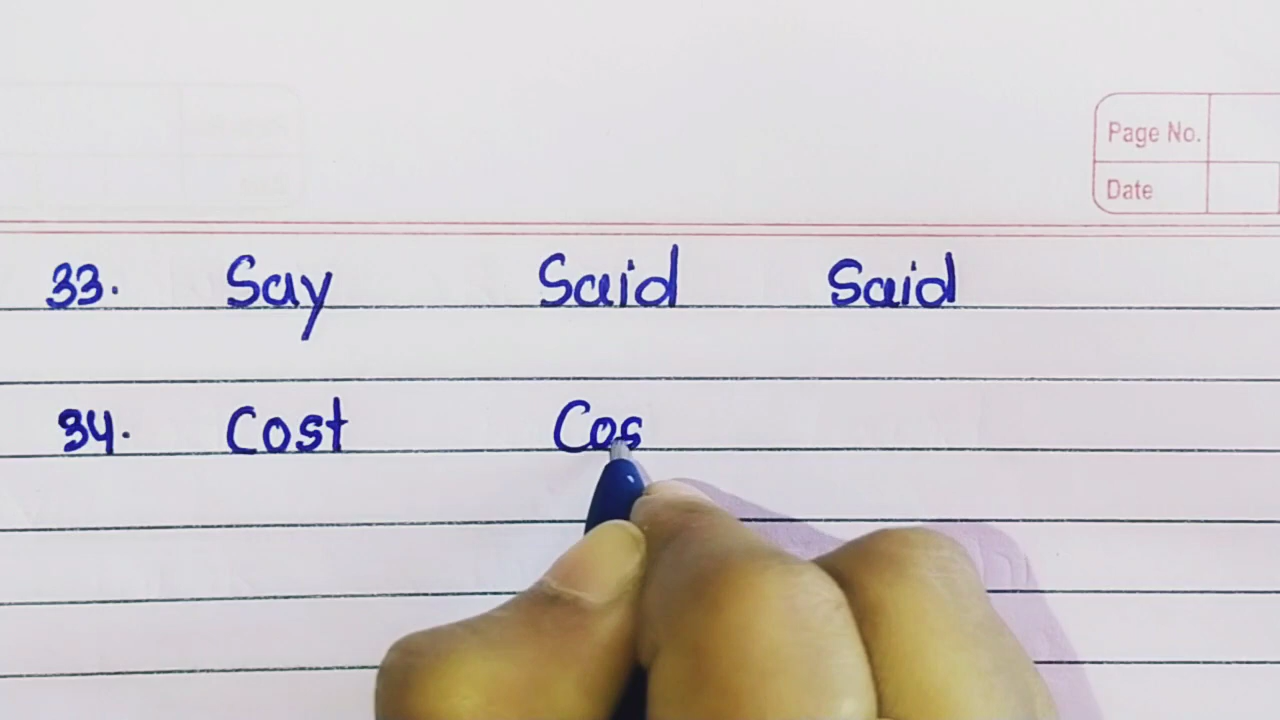 Page No.
Date
33. Say Said Said
34. Cost Cos